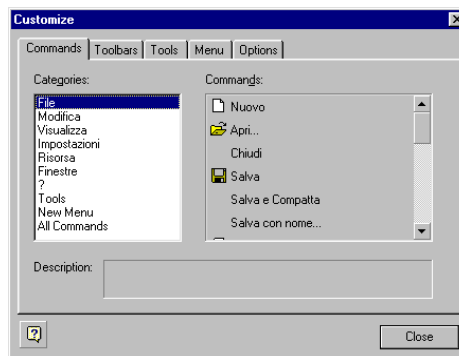 Customize
Commands Toolbars Tools Menu Options
Categories:
Commands:
File
Modifica
Visualizza
Impostazioni
Risorsa
Finestre
?
Tools
New Menu
All Commands
Nuovo
Apri...
Chiudi
Salva
Salva e Compatta
Salva con nome...
Description:
Close